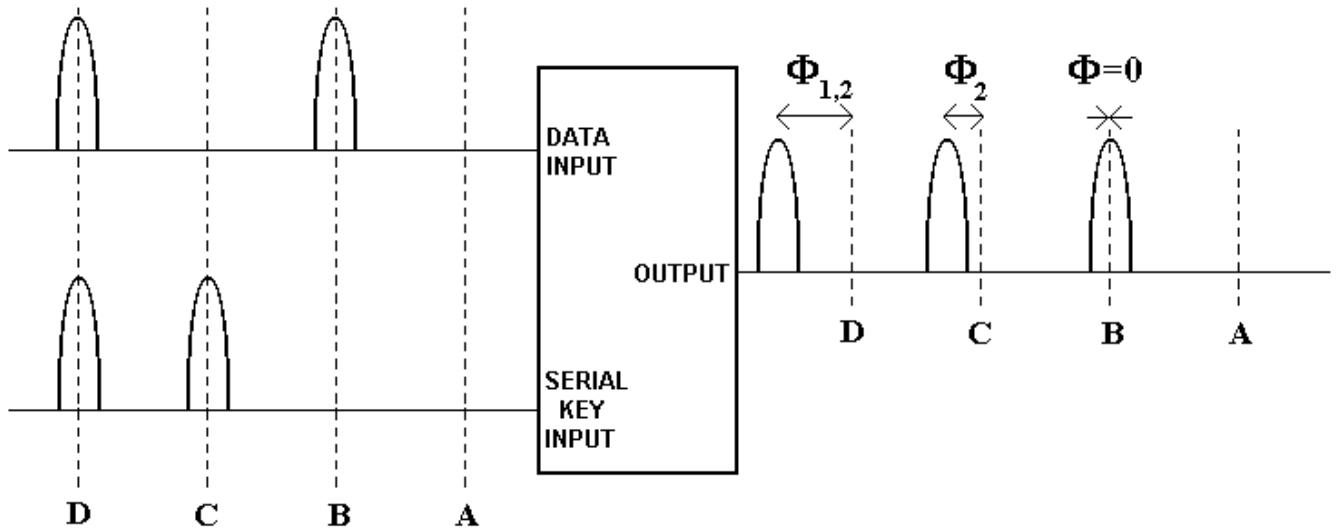 Φ1,2
Φ2
Φ=0
DATA
INPUT
OUTPUT
SERIAL
KEY
INPUT
D
C
B
A
D
C
B
A